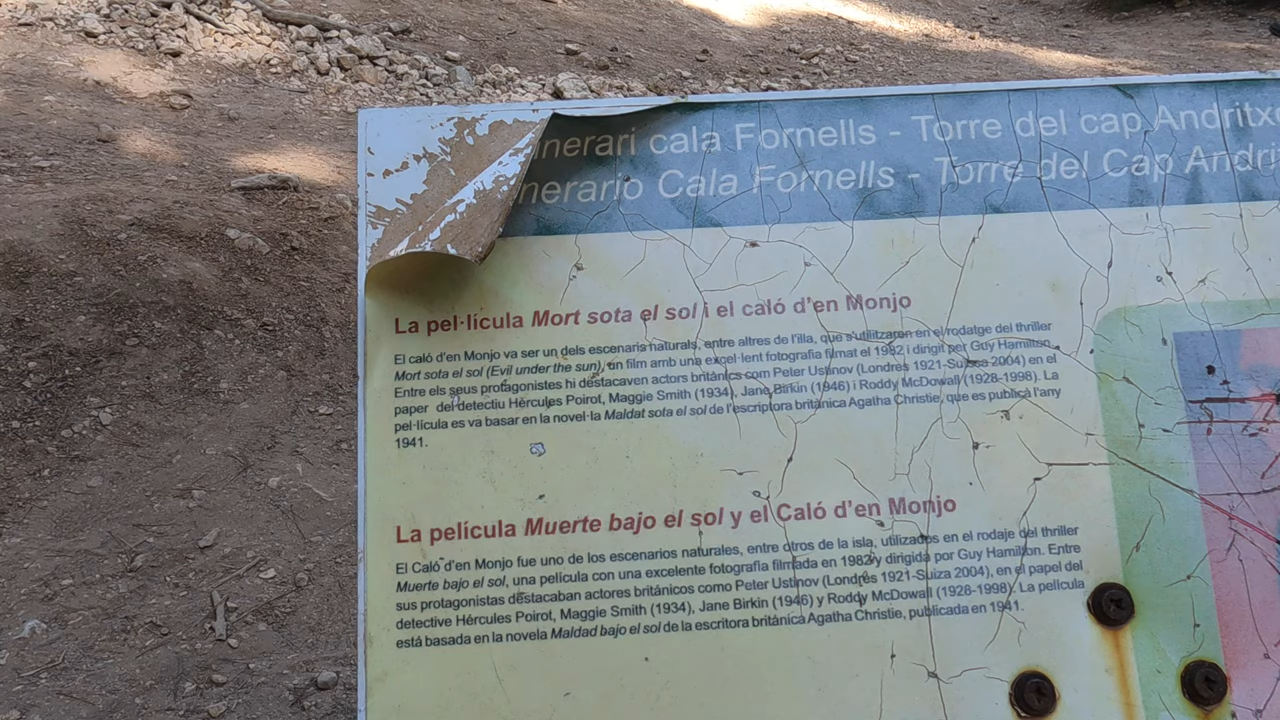 inerari cala Fornells - Torre del cap Andritxo
inerario Cala Fornells - Torre del Cap Andri
La pel·lícula Mort sota el sol i el caló d'en Monjo
El caló d'en Monjo va ser un dels escenaris naturals, entre altres de l'illa, que s'utilitzaren en el rodatge del thriller
Mort sota el sol (Evil under the sun), un film amb una excel·lent fotografia filmat el 1982 i dirigit per Guy Hamilton.
Entre els seus protagonistes hi destacaven actors britànics com Peter Ustinov (Londres 1921-Suïssa 2004) en el
paper del detectiu Hèrcules Poirot, Maggie Smith (1934), Jane Birkin (1946) i Roddy McDowall (1928-1998). La
pel·lícula es va basar en la novel·la Maldat sota el sol de l'escriptora britànica Agatha Christie, que es publicà l'any
1941.
La película Muerte bajo el sol y el Caló d'en Monjo
El Caló d'en Monjo fue uno de los escenarios naturales, entre otros de la isla, utilizados en el rodaje del thriller
Muerte bajo el sol, una película con una excelente fotografía filmada en 1982 y dirigida por Guy Hamilton. Entre
sus protagonistas destacaban actores británicos como Peter Ustinov (Londres 1921-Suiza 2004), en el papel del
detective Hércules Poirot, Maggie Smith (1934), Jane Birkin (1946) y Roddy McDowall (1928-1998). La película
está basada en la novela Maldad bajo el sol de la escritora británica Agatha Christie, publicada en 1941.